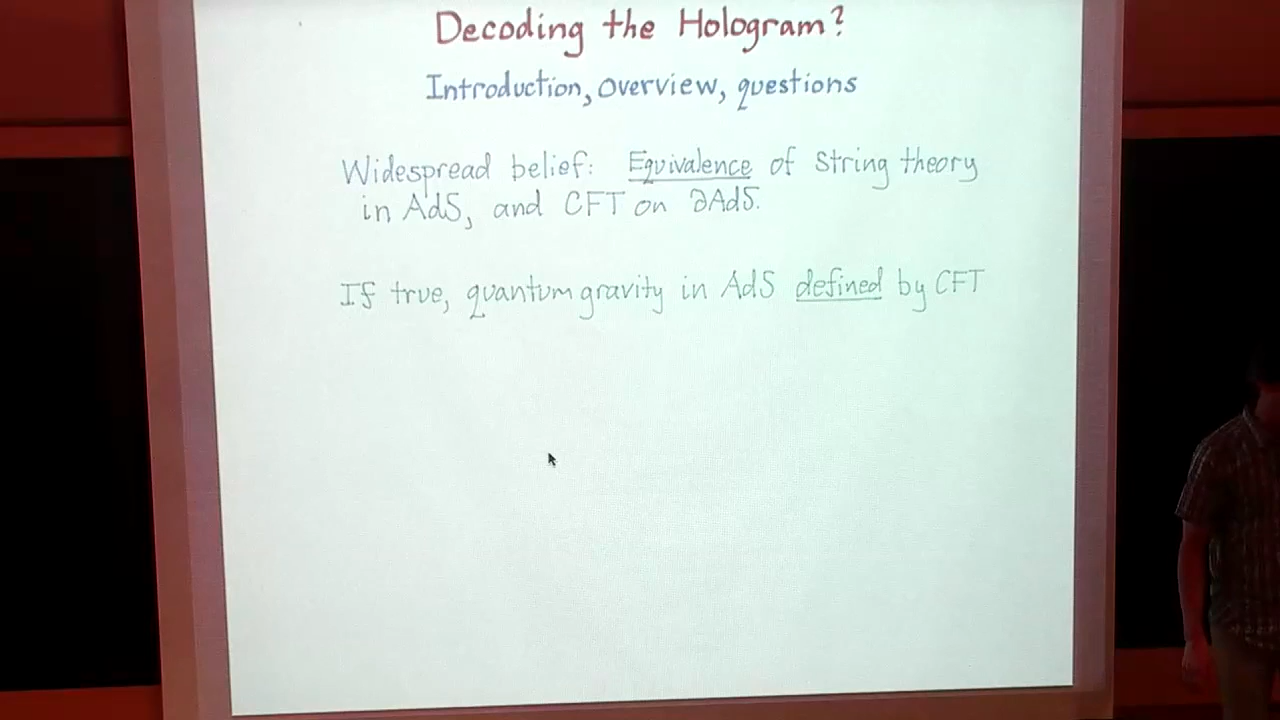 Decoding the Hologram?
Introduction, overview, questions
Widespread belief: Equivalence of string theory
in AdS, and CFT on ∂AdS.
If true, quantum gravity in AdS defined by CFT